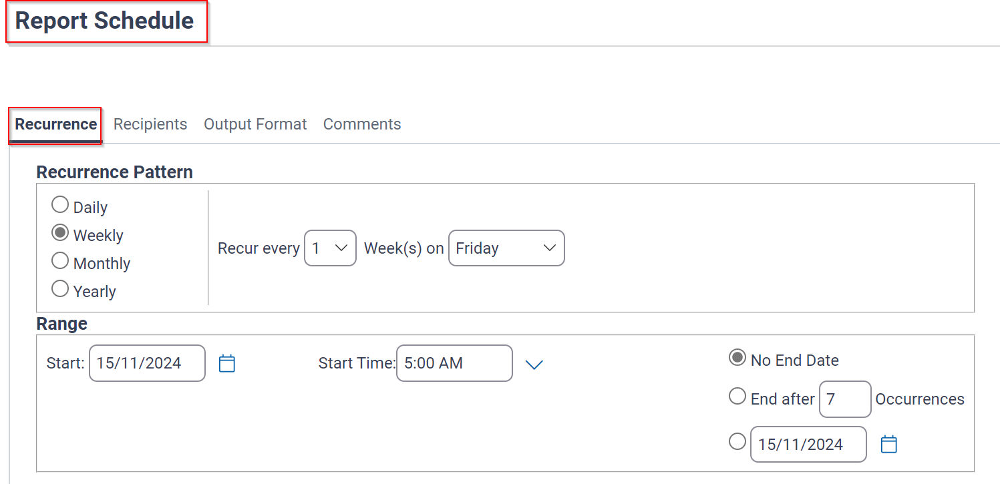 Report Schedule
Recurrence Recipients Output Format Comments
Recurrence Pattern
Daily
Weekly
Monthly
Yearly
Recur every 1 Week(s) on Friday
Range
Start: 15/11/2024 Start Time: 5:00 AM
No End Date
End after 7 Occurrences
15/11/2024